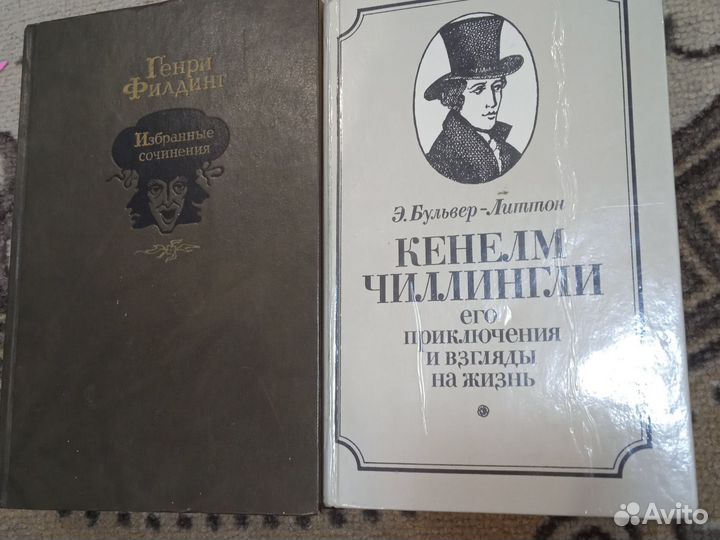 Генри
Филдинг
Избранные
сочинения
Э. Бульвер-Литтон
КЕНЕЛМ
ЧИЛЛИНГЛИ
его
приключения
и взгляды
на жизнь
Avito